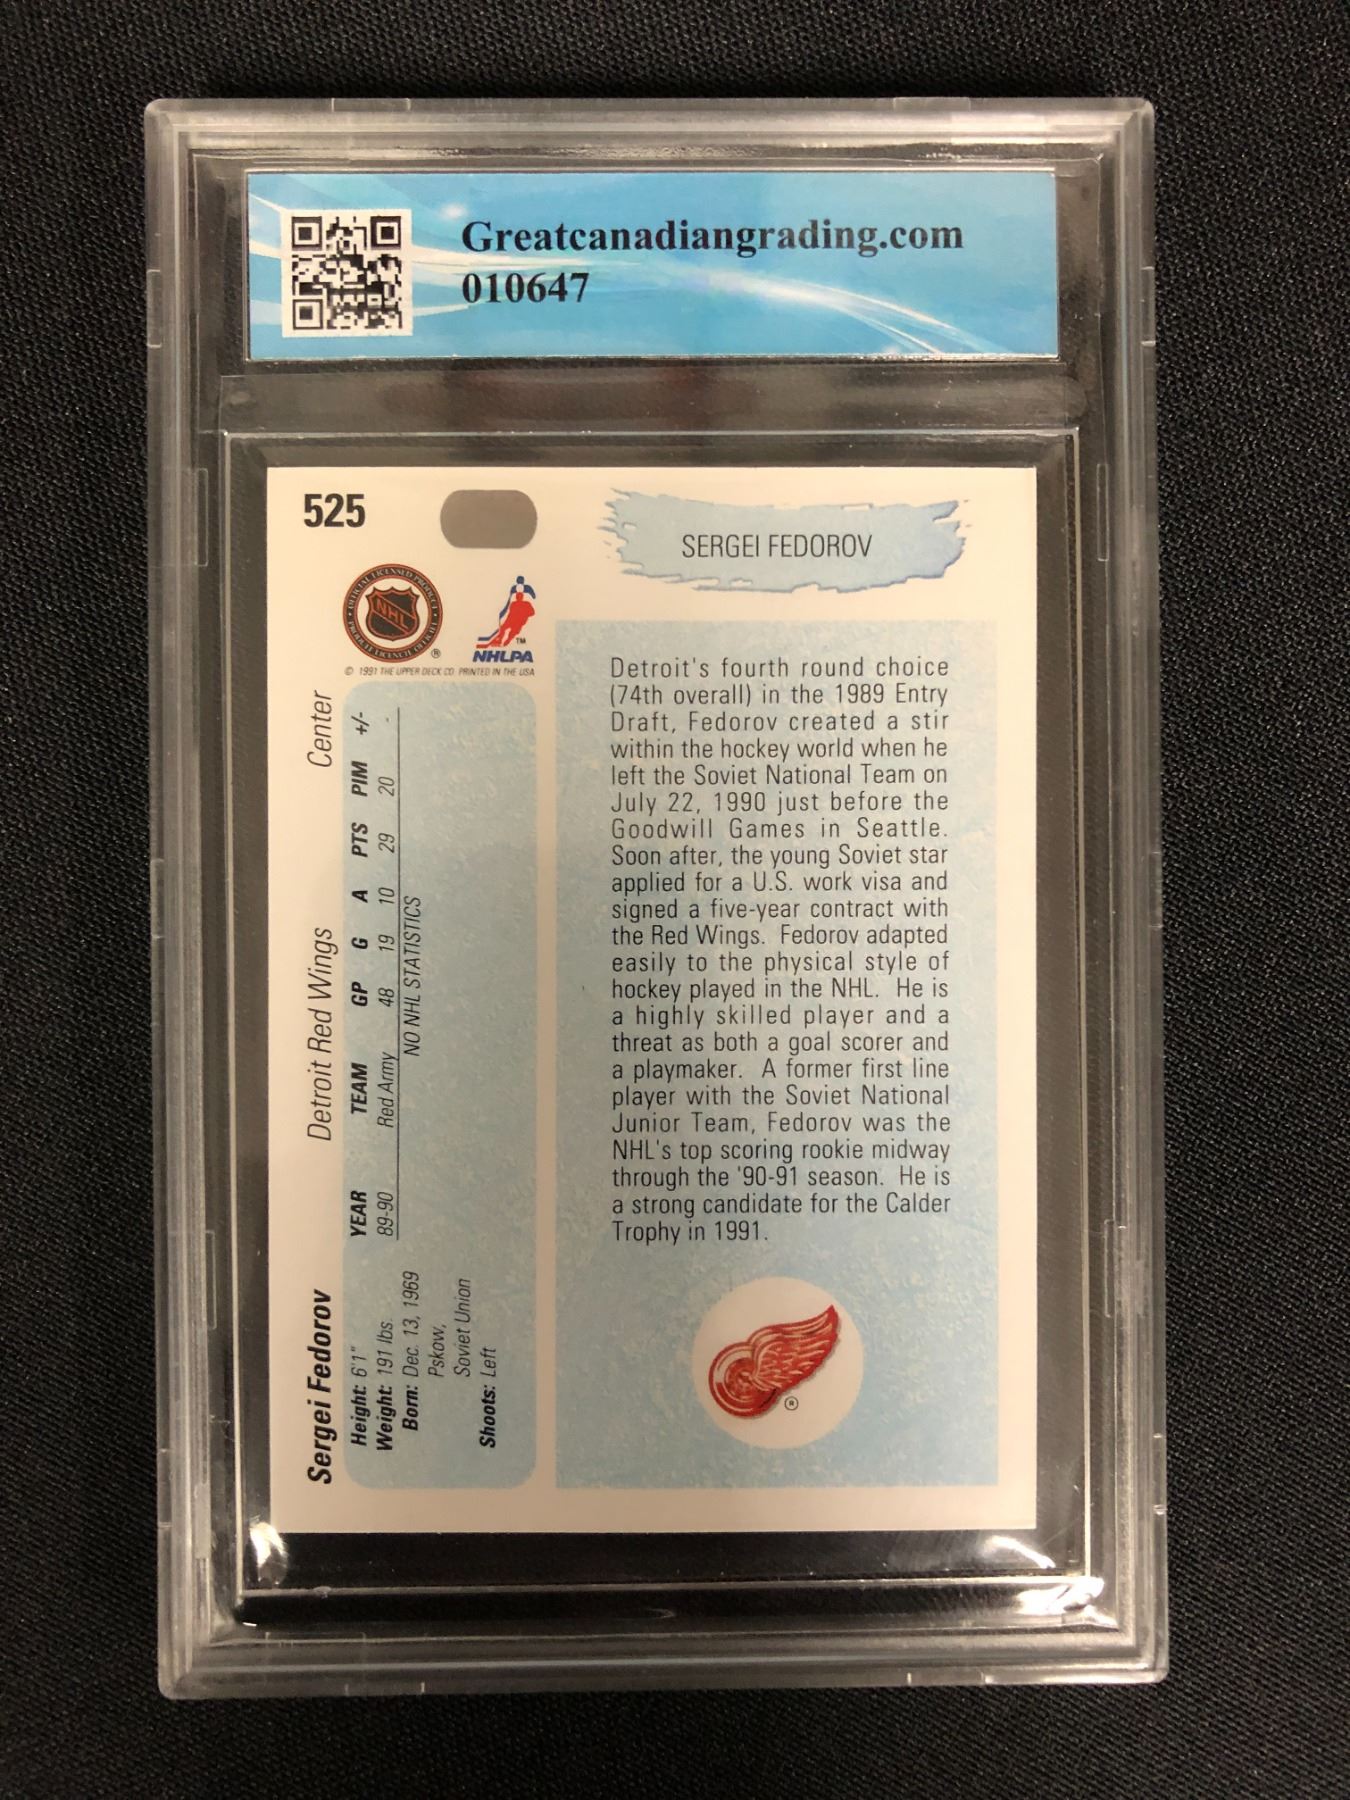 Greatcanadiangrading.com
010647
525
SERGEI FEDOROV
NHL
®
TM
NHLPA
© 1991 THE UPPER DECK CO. PRINTED IN THE USA
Detroit's fourth round choice
(74th overall) in the 1989 Entry
Draft, Fedorov created a stir
within the hockey world when he
left the Soviet National Team on
July 22, 1990 just before the
Goodwill Games in Seattle.
Soon after, the young Soviet star
applied for a U.S. work visa and
signed a five-year contract with
the Red Wings. Fedorov adapted
easily to the physical style of
hockey played in the NHL. He is
a highly skilled player and a
threat as both a goal scorer and
a playmaker. A former first line
player with the Soviet National
Junior Team, Fedorov was the
NHL's top scoring rookie midway
through the '90-91 season. He is
a strong candidate for the Calder
Trophy in 1991.
®
Sergei Fedorov Detroit Red Wings Center
Height: 6'1"
Weight: 191 lbs.
Born: Dec. 13, 1969
Pskow,
Soviet Union
Shoots: Left
YEAR TEAM GP G A PTS PIM +/-
89-90 Red Army 48 19 10 29 20 -
NO NHL STATISTICS